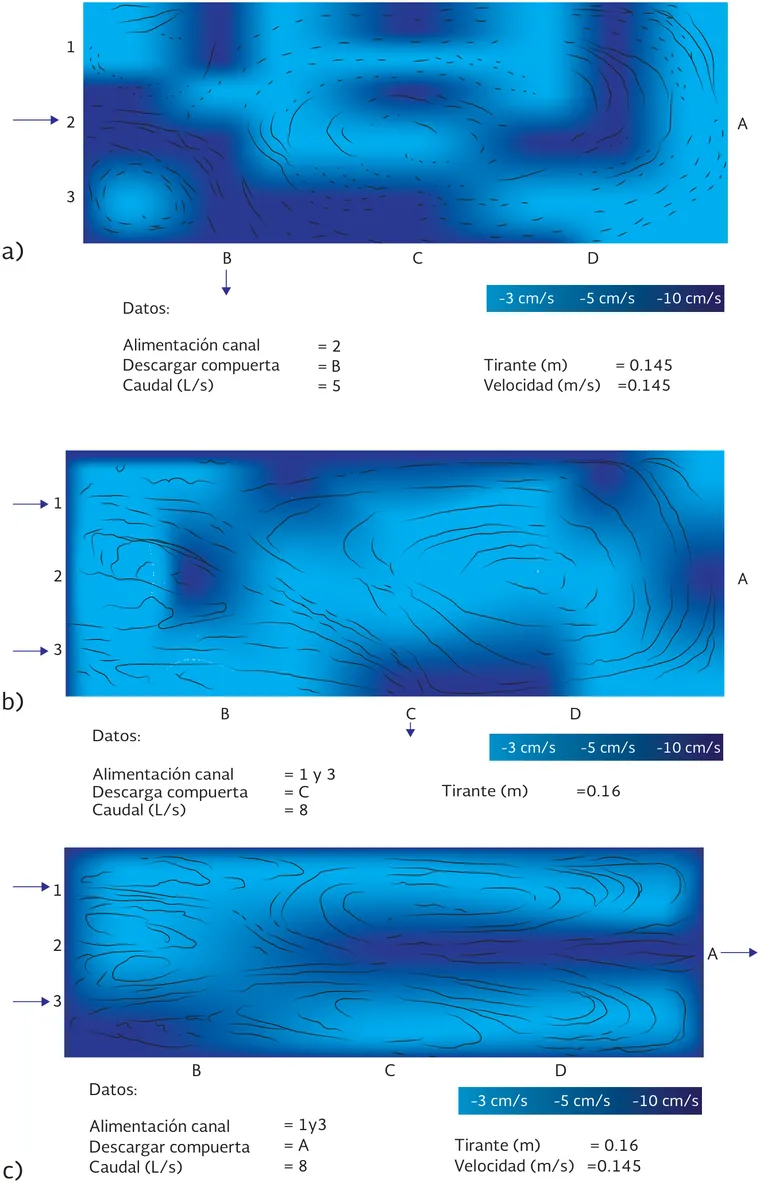 1
2
A
3
a)
B C D
-3 cm/s -5 cm/s -10 cm/s
Datos:
Alimentación canal = 2
Descargar compuerta = B
Caudal (L/s) = 5
Tirante (m) = 0.145
Velocidad (m/s) =0.145
1
2
A
3
b)
B C D
Datos:
-3 cm/s -5 cm/s -10 cm/s
Alimentación canal = 1 y 3
Descarga compuerta = C
Caudal (L/s) = 8
Tirante (m) =0.16
1
2
A
3
B C D
Datos:
-3 cm/s -5 cm/s -10 cm/s
Alimentación canal = 1y3
Descargar compuerta = A
Caudal (L/s) = 8
Tirante (m) = 0.16
Velocidad (m/s) =0.145
c)